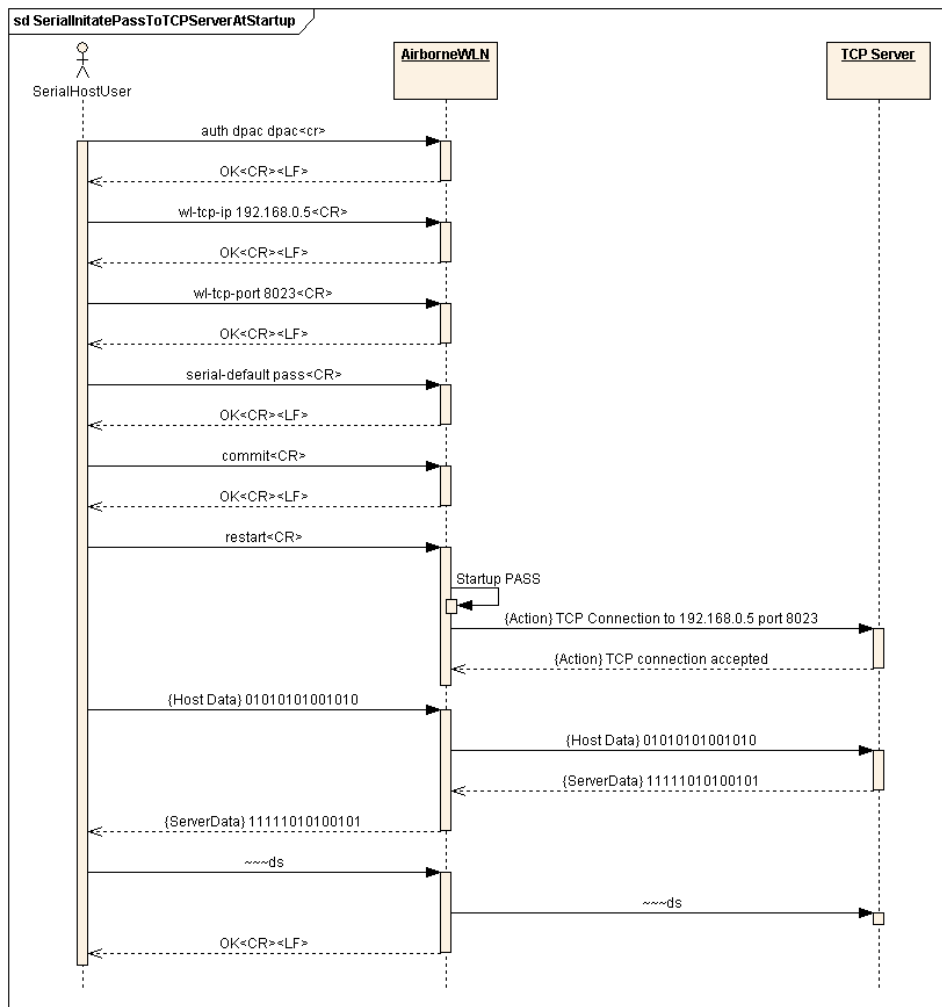 sd SerialInitatePassToTCPServerAtStartup
SerialHostUser
AirborneWLN
TCP Server
auth dpac dpac<cr>
OK<CR><LF>
wl-tcp-ip 192.168.0.5<CR>
OK<CR><LF>
wl-tcp-port 8023<CR>
OK<CR><LF>
serial-default pass<CR>
OK<CR><LF>
commit<CR>
OK<CR><LF>
restart<CR>
Startup PASS
{Action} TCP Connection to 192.168.0.5 port 8023
{Action} TCP connection accepted
{Host Data} 01010101001010
{Host Data} 01010101001010
{ServerData} 11111010100101
{ServerData} 11111010100101
~~~ds
~~~ds
OK<CR><LF>